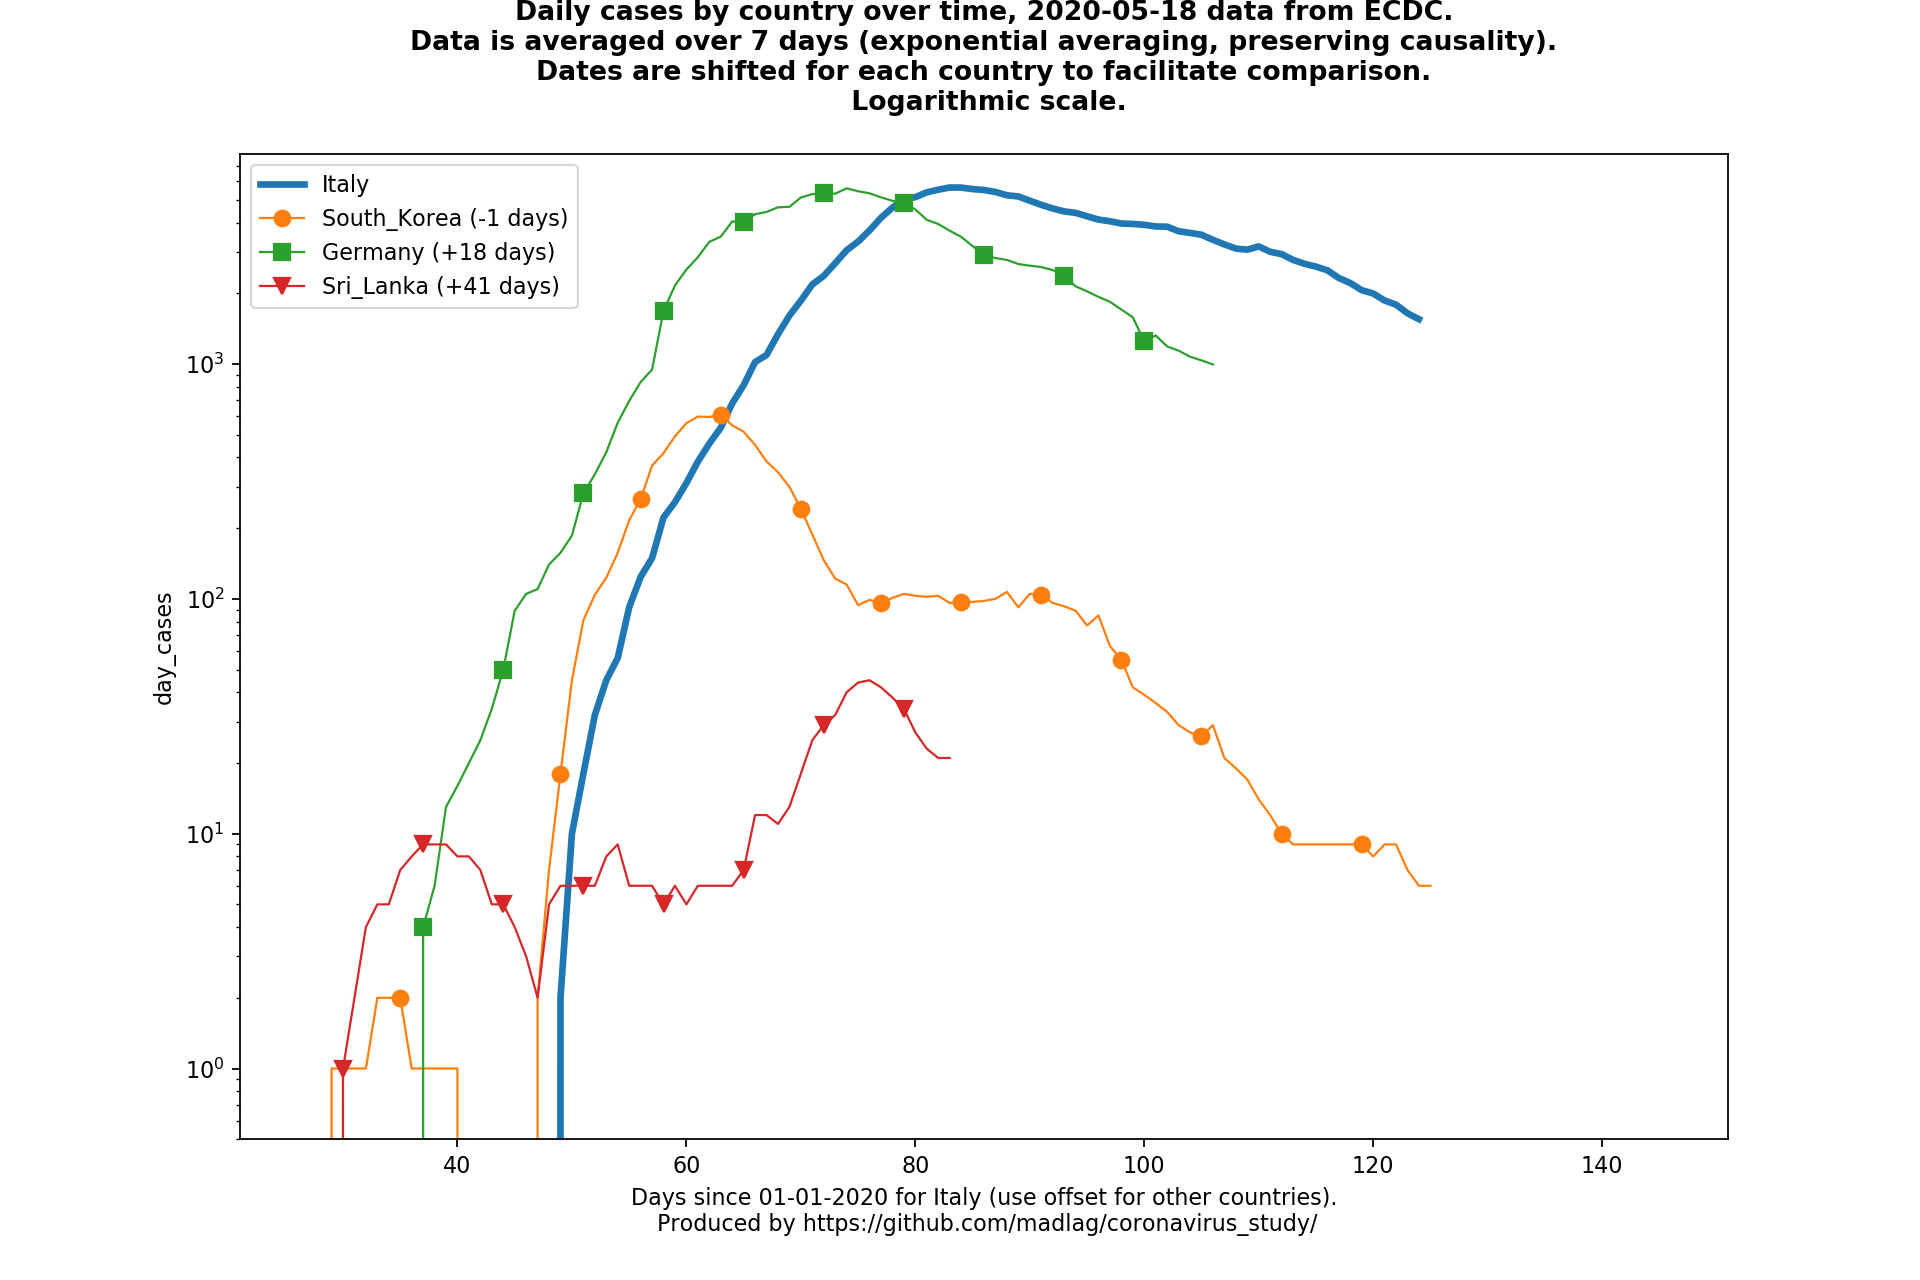 Daily cases by country over time, 2020-05-18 data from ECDC.
Data is averaged over 7 days (exponential averaging, preserving causality).
Dates are shifted for each country to facilitate comparison.
Logarithmic scale.
Italy
South_Korea (-1 days)
Germany (+18 days)
Sri_Lanka (+41 days)
10³
10²
10¹
10⁰
day_cases
40 60 80 100 120 140
Days since 01-01-2020 for Italy (use offset for other countries).
Produced by https://github.com/madlag/coronavirus_study/